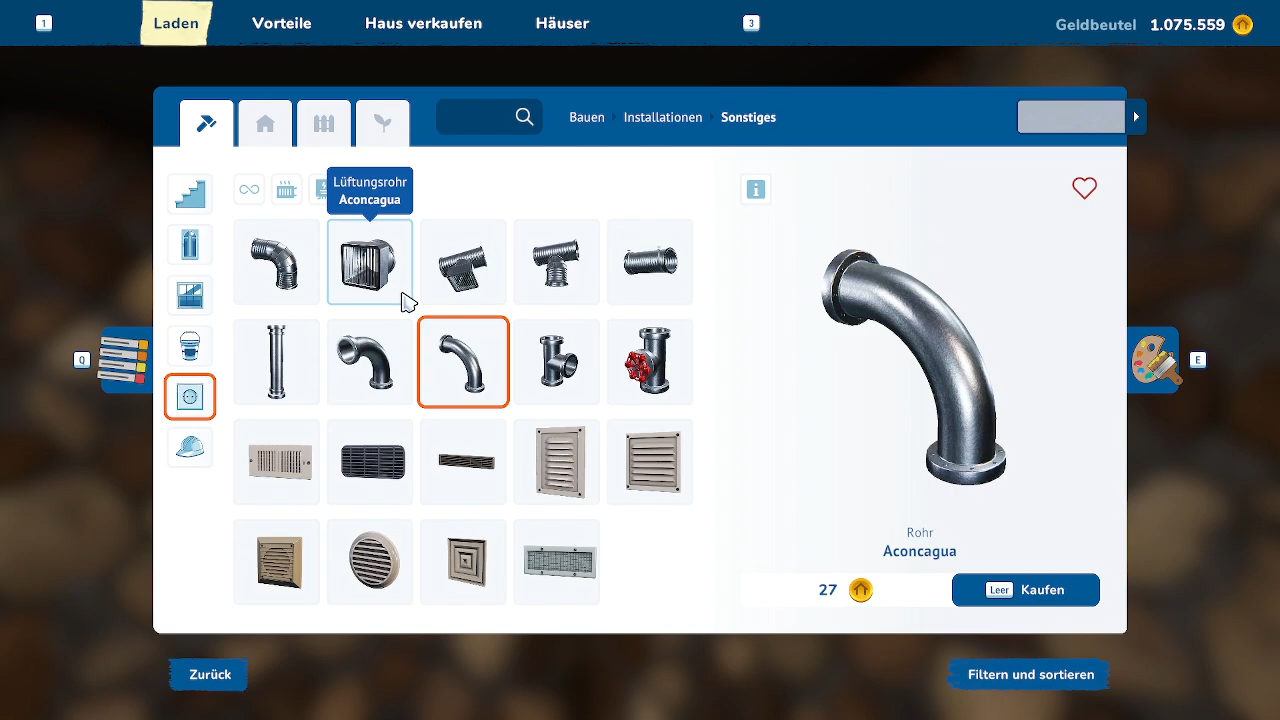 1
Laden
Vorteile
Haus verkaufen
Häuser
3
Geldbeutel 1.075.559
Bauen Installationen Sonstiges
Lüftungsrohr
Aconcagua
Q
E
Rohr
Aconcagua
27
Leer Kaufen
Zurück
Filtern und sortieren